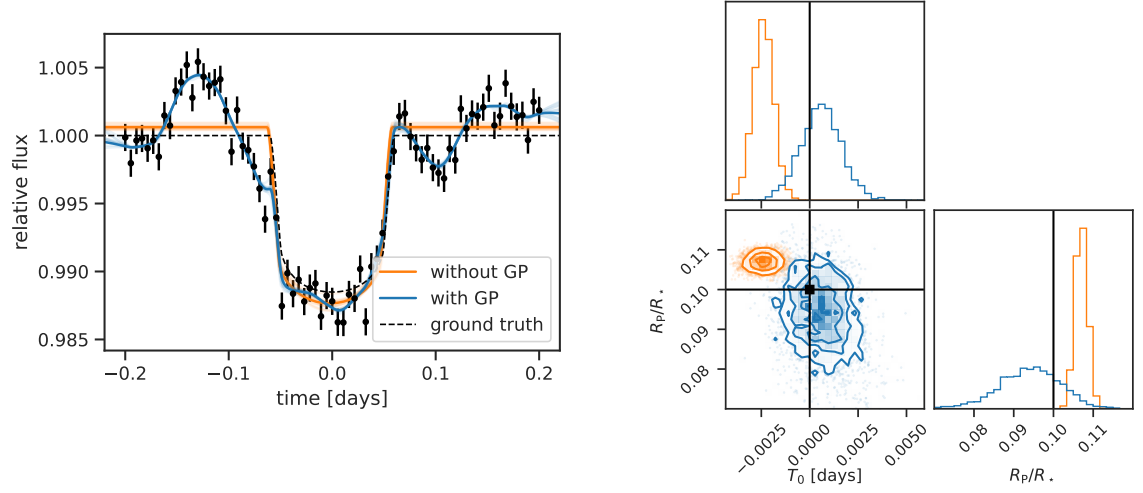 1.005
1.000
0.995
0.990
0.985
relative flux
without GP
with GP
ground truth
−0.2 −0.1 0.0 0.1 0.2
time [days]
0.11
0.10
0.09
0.08
R_P/R⋆
−0.0025 0.0000 0.0025 0.0050
T_0 [days]
0.08 0.09 0.10 0.11
R_P/R⋆